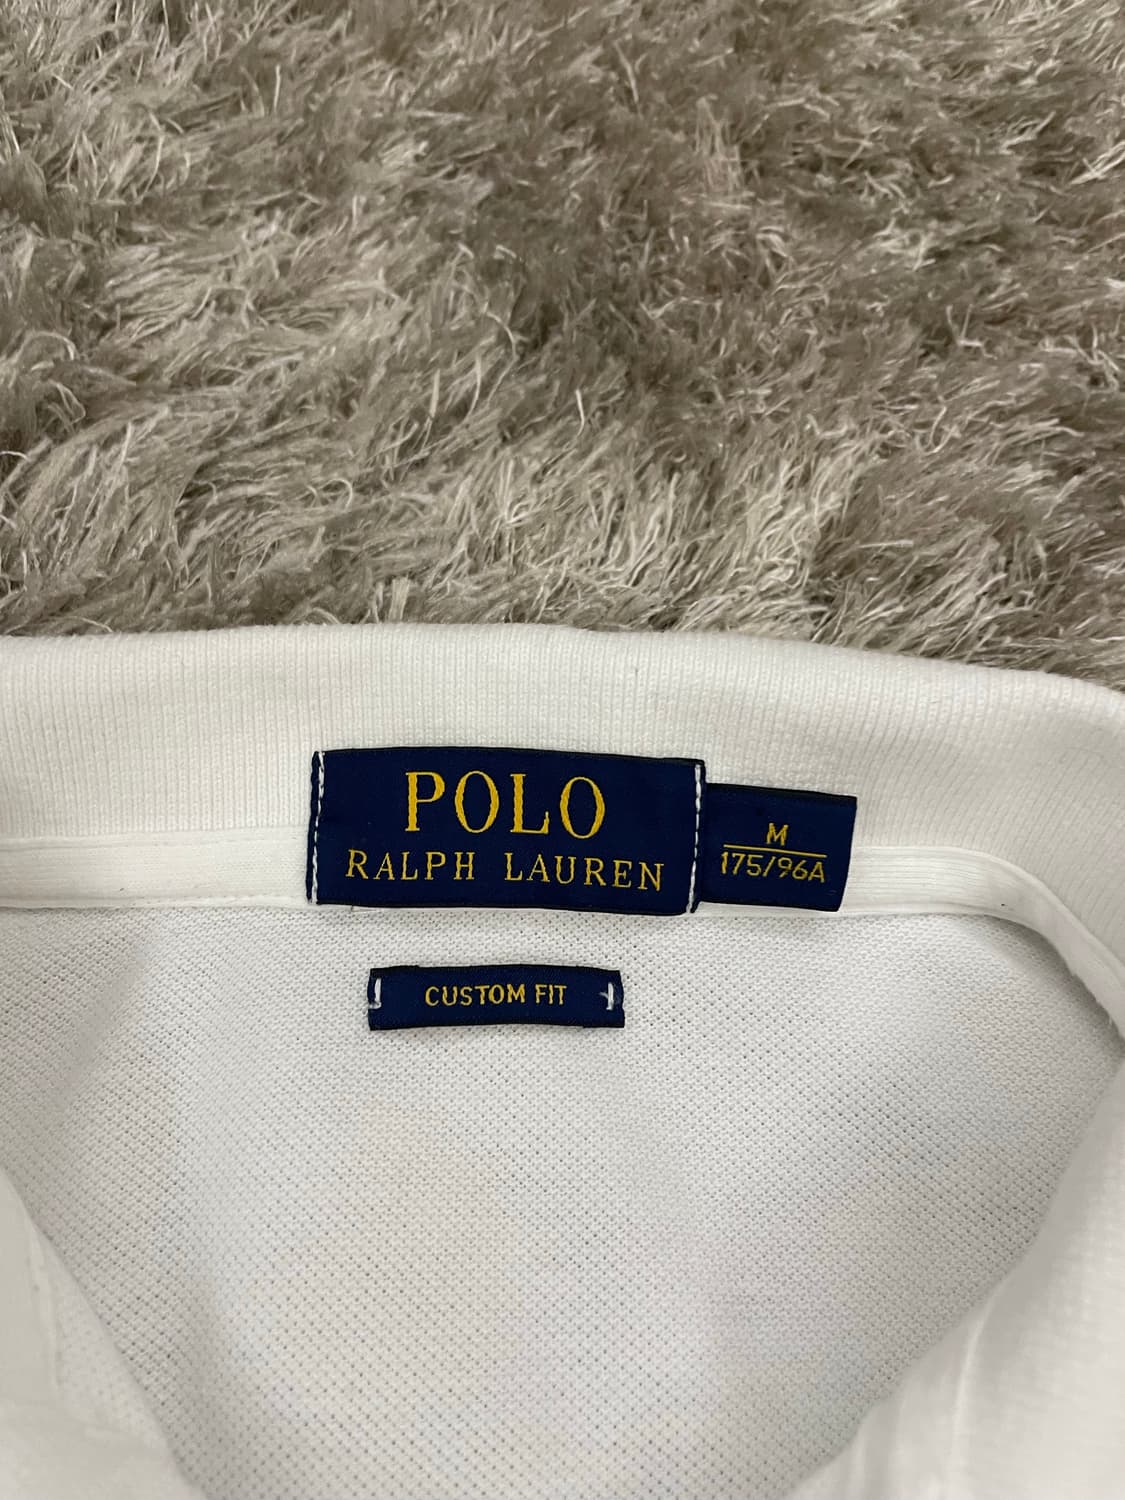 POLO
RALPH LAUREN
M
175/96A
CUSTOM FIT